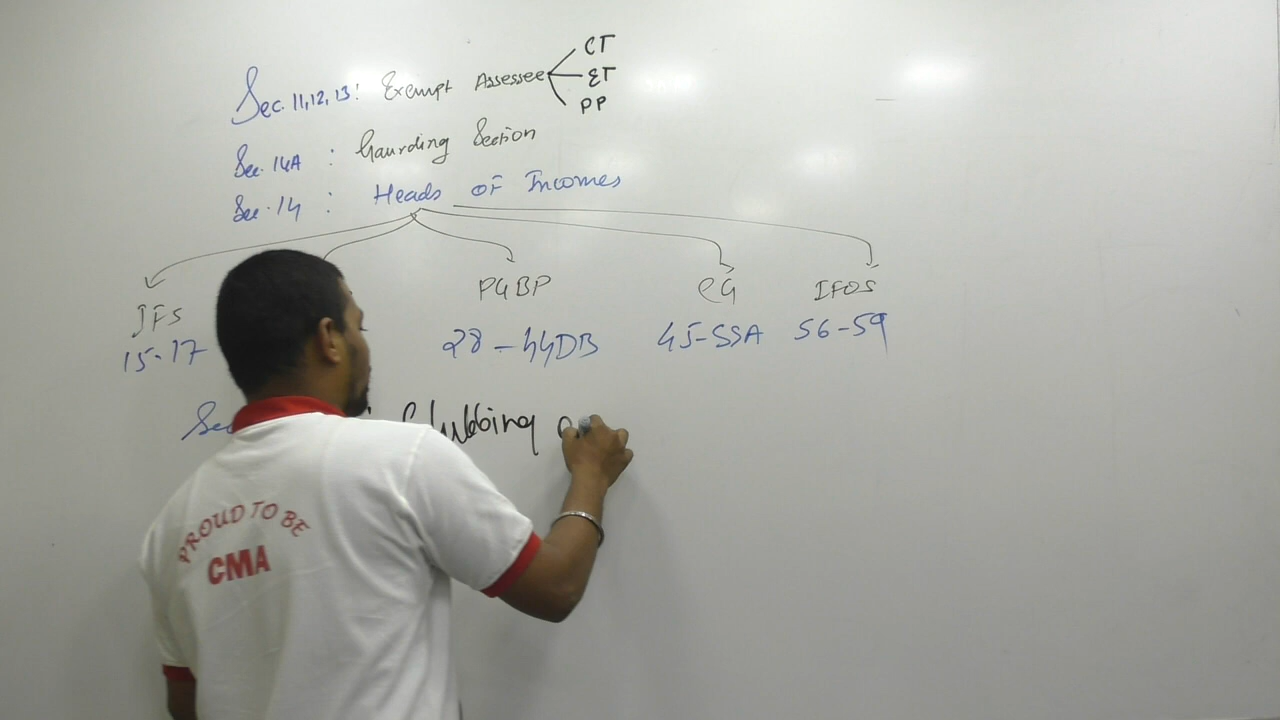 CT
Sec. 11, 12, 13: Exempt Assessee ET
PP
Sec. 14A : Gaurding Section
Sec. 14 : Heads of Incomes
IFS PGBP CG IFOS
15-17 28-44DB 45-55A 56-59
Clubbing
PROUD TO BE
CMA